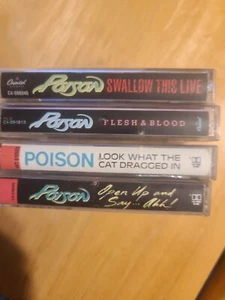 Capitol
Poison SWALLOW THIS LIVE
Poison FLESH & BLOOD
POISON LOOK WHAT THE
CAT DRAGGED IN
Poison Open Up and
Say...Ahh!